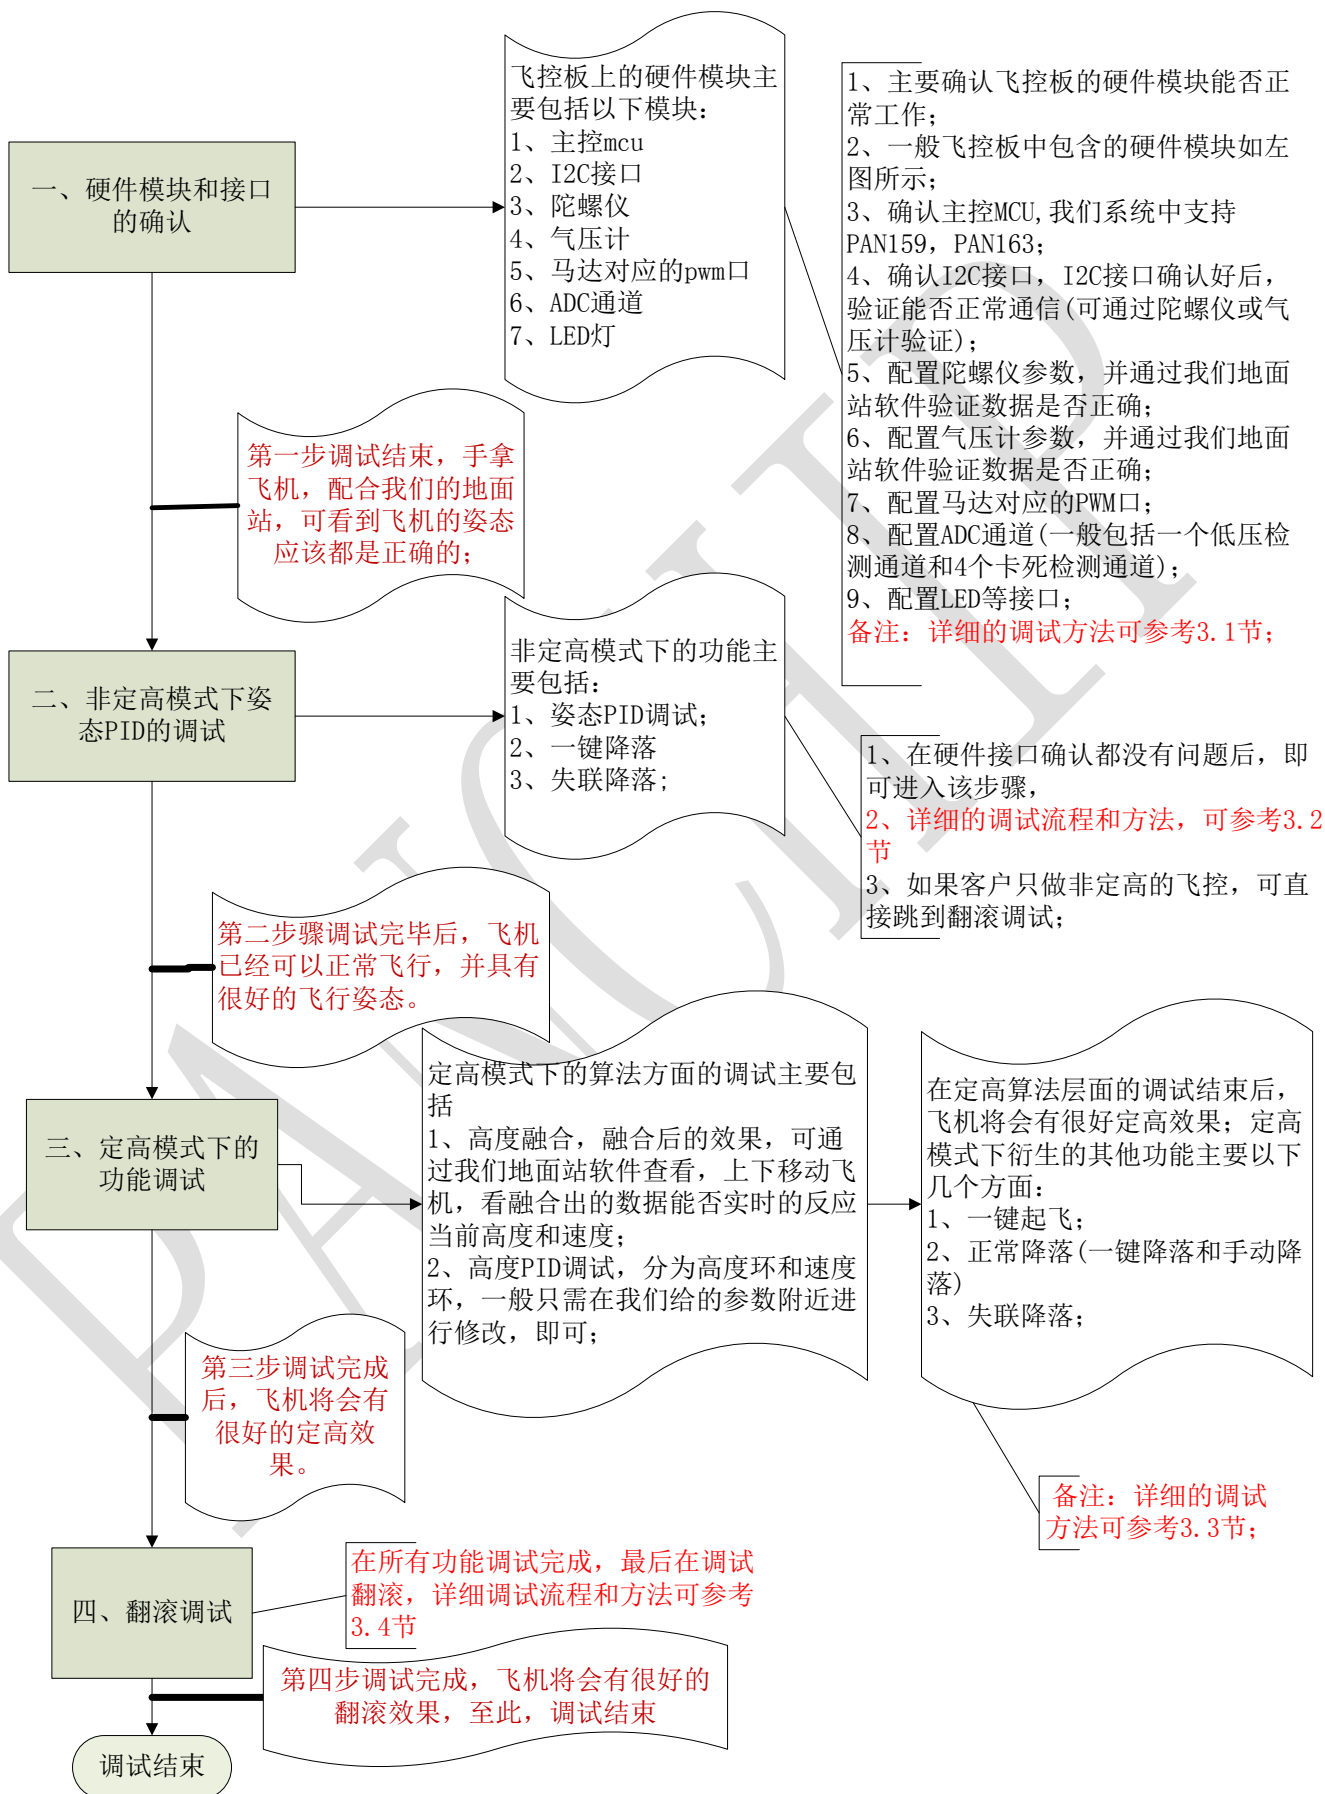 飞控板上的硬件模块主
要包括以下模块：
1、主控mcu
2、I2C接口
3、陀螺仪
4、气压计
5、马达对应的pwm口
6、ADC通道
7、LED灯
1、主要确认飞控板的硬件模块能否正
常工作；
2、一般飞控板中包含的硬件模块如左
图所示；
3、确认主控MCU,我们系统中支持
PAN159，PAN163；
4、确认I2C接口，I2C接口确认好后，
验证能否正常通信(可通过陀螺仪或气
压计验证)；
5、配置陀螺仪参数，并通过我们地面
站软件验证数据是否正确；
6、配置气压计参数，并通过我们地面
站软件验证数据是否正确；
7、配置马达对应的PWM口；
8、配置ADC通道(一般包括一个低压检
测通道和4个卡死检测通道)；
9、配置LED等接口；
备注：详细的调试方法可参考3.1节；
一、硬件模块和接口
的确认
第一步调试结束，手拿
飞机，配合我们的地面
站，可看到飞机的姿态
应该都是正确的；
二、非定高模式下姿
态PID的调试
非定高模式下的功能主
要包括：
1、姿态PID调试；
2、一键降落
3、失联降落;
1、在硬件接口确认都没有问题后，即
可进入该步骤，
2、详细的调试流程和方法，可参考3.2
节
3、如果客户只做非定高的飞控，可直
接跳到翻滚调试；
第二步骤调试完毕后，飞机
已经可以正常飞行，并具有
很好的飞行姿态。
三、定高模式下的
功能调试
定高模式下的算法方面的调试主要包
括
1、高度融合，融合后的效果，可通
过我们地面站软件查看，上下移动飞
机，看融合出的数据能否实时的反应
当前高度和速度；
2、高度PID调试，分为高度环和速度
环，一般只需在我们给的参数附近进
行修改，即可；
在定高算法层面的调试结束后，
飞机将会有很好定高效果；定高
模式下衍生的其他功能主要以下
几个方面：
1、一键起飞；
2、正常降落(一键降落和手动降
落)
3、失联降落；
第三步调试完成
后，飞机将会有
很好的定高效
果。
备注：详细的调试
方法可参考3.3节；
四、翻滚调试
在所有功能调试完成，最后在调试
翻滚，详细调试流程和方法可参考
3.4节
第四步调试完成，飞机将会有很好的
翻滚效果，至此，调试结束
调试结束
PANCHIP